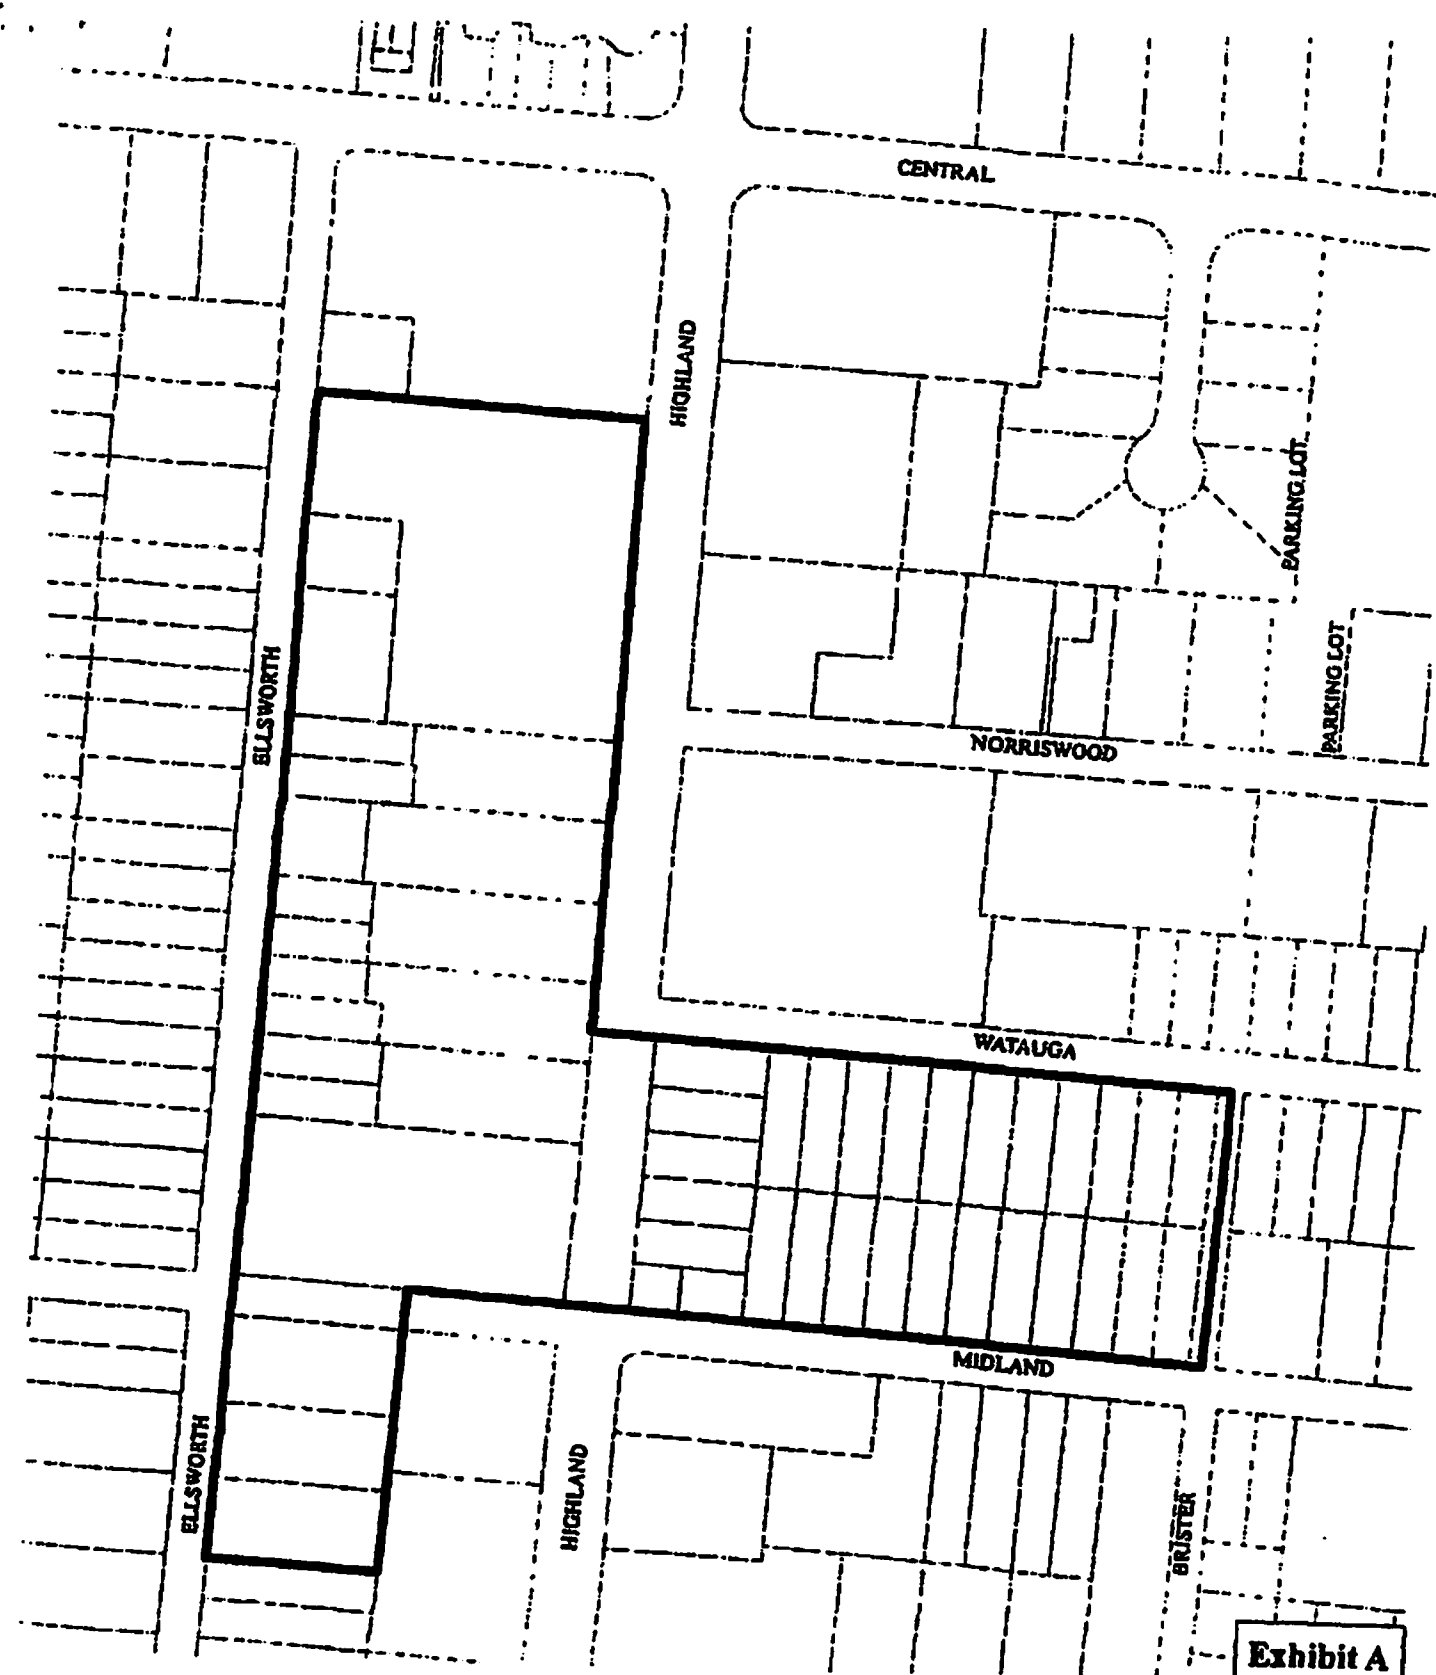 CENTRAL
HIGHLAND
PARKING LOT
ELLSWORTH
PARKING LOT
NORRISWOOD
WATAUGA
MIDLAND
ELLSWORTH
HIGHLAND
BRISTER
Exhibit A